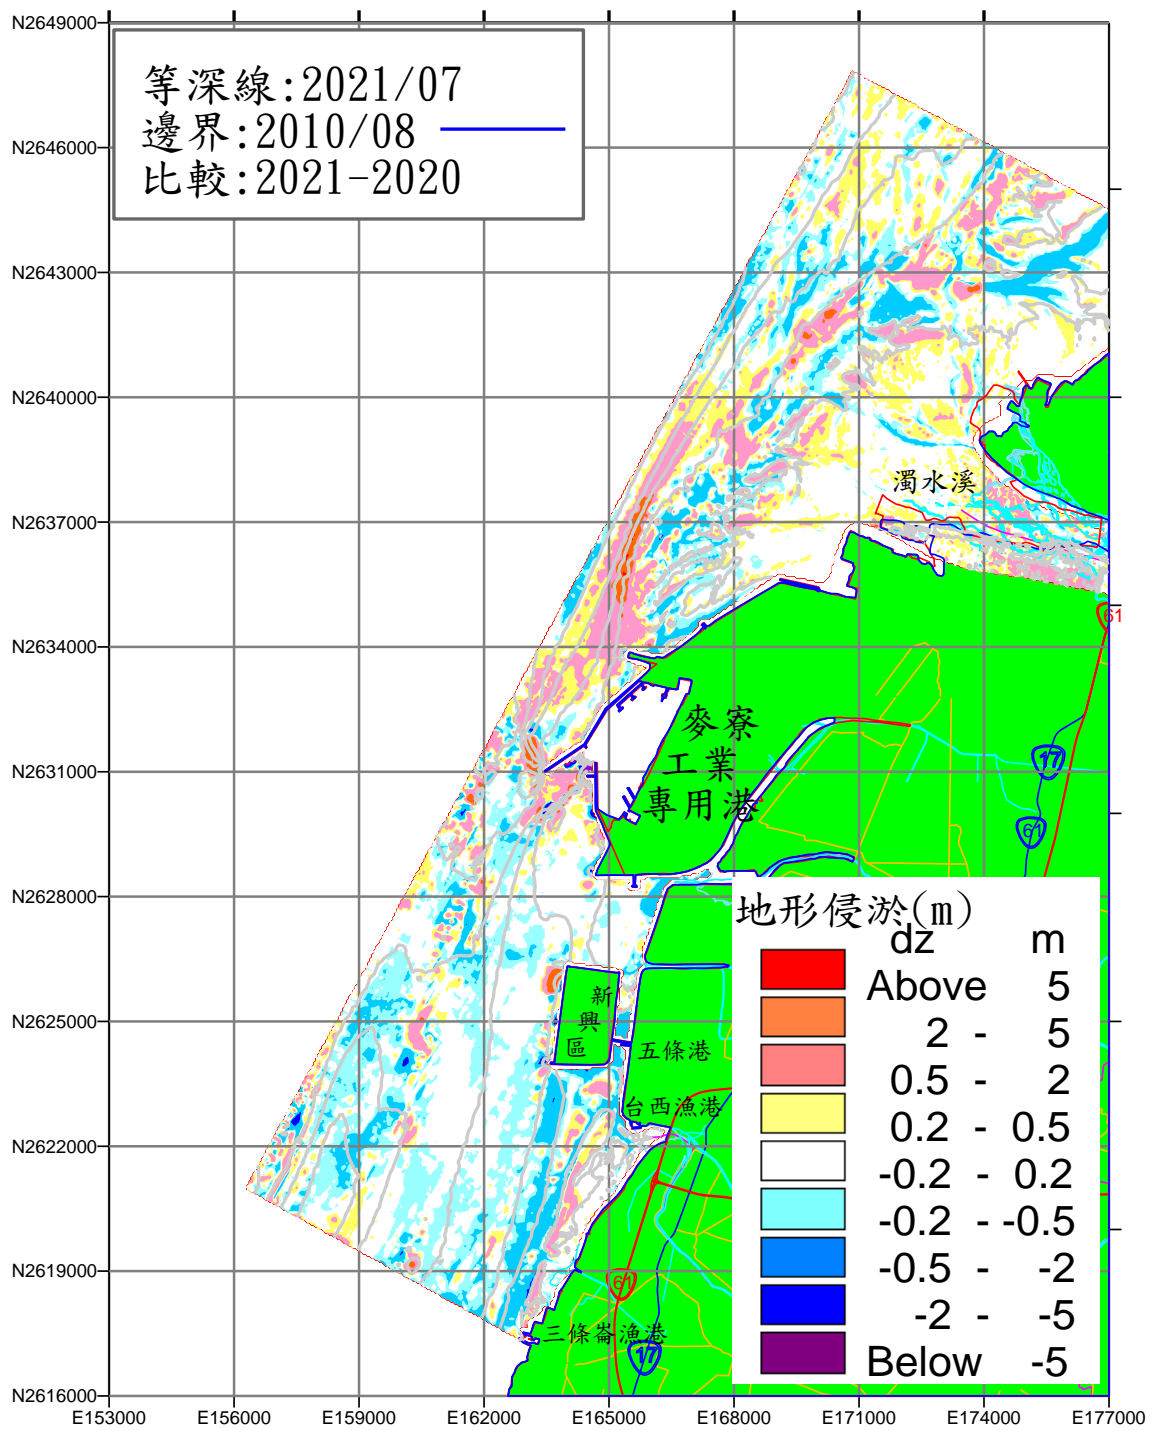 N2649000
等深線:2021/07
邊界:2010/08
比較:2021-2020
N2646000
N2643000
N2640000
濁水溪
N2637000
61
N2634000
麥寮
工業
專用港
17
N2631000
61
N2628000
地形侵淤(m)
dz m
Above 5
2 - 5
0.5 - 2
0.2 - 0.5
-0.2 - 0.2
-0.2 - -0.5
-0.5 - -2
-2 - -5
Below -5
新
興
區
N2625000
五條港
台西漁港
N2622000
N2619000
61
三條崙漁港
17
N2616000
E153000 E156000 E159000 E162000 E165000 E168000 E171000 E174000 E177000